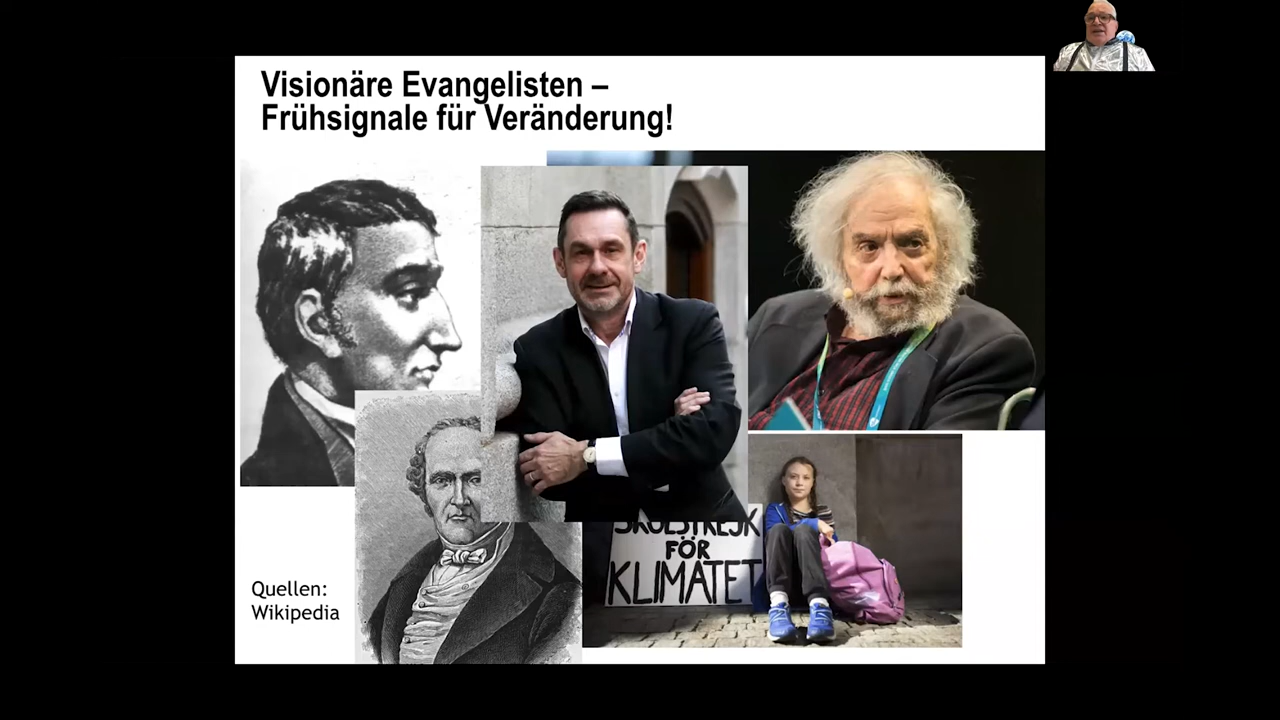 Visionäre Evangelisten –
Frühsignale für Veränderung!
SKOLSTREJK
FÖR
KLIMATET
Quellen:
Wikipedia